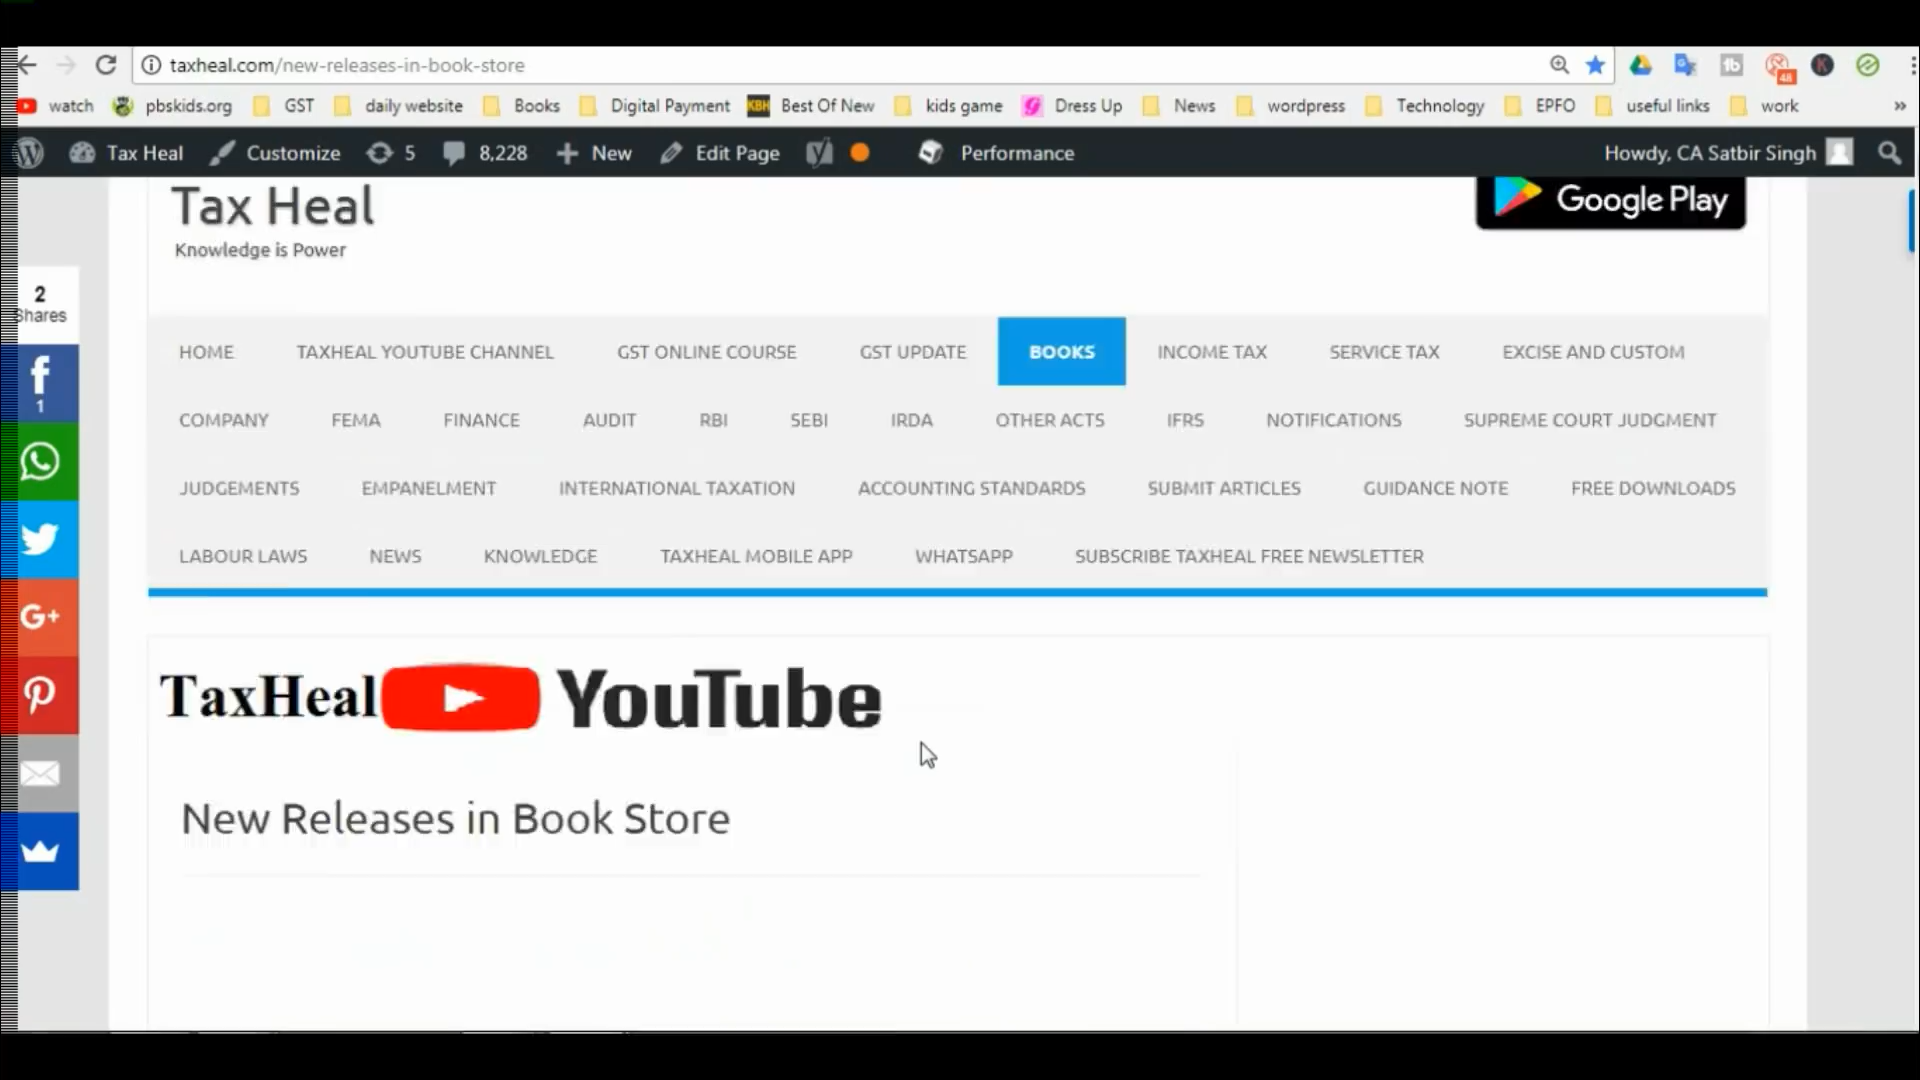 taxheal.com/new-releases-in-book-store
48
watch pbskids.org GST daily website Books Digital Payment KBH Best Of New kids game Dress Up News wordpress Technology EPFO useful links work »
Tax Heal Customize 5 8,228 + New Edit Page Performance Howdy, CA Satbir Singh
Tax Heal
Google Play
Knowledge is Power
2
Shares
1
HOME TAXHEAL YOUTUBE CHANNEL GST ONLINE COURSE GST UPDATE BOOKS INCOME TAX SERVICE TAX EXCISE AND CUSTOM
COMPANY FEMA FINANCE AUDIT RBI SEBI IRDA OTHER ACTS IFRS NOTIFICATIONS SUPREME COURT JUDGMENT
JUDGEMENTS EMPANELMENT INTERNATIONAL TAXATION ACCOUNTING STANDARDS SUBMIT ARTICLES GUIDANCE NOTE FREE DOWNLOADS
LABOUR LAWS NEWS KNOWLEDGE TAXHEAL MOBILE APP WHATSAPP SUBSCRIBE TAXHEAL FREE NEWSLETTER
G+
TaxHeal YouTube
New Releases in Book Store